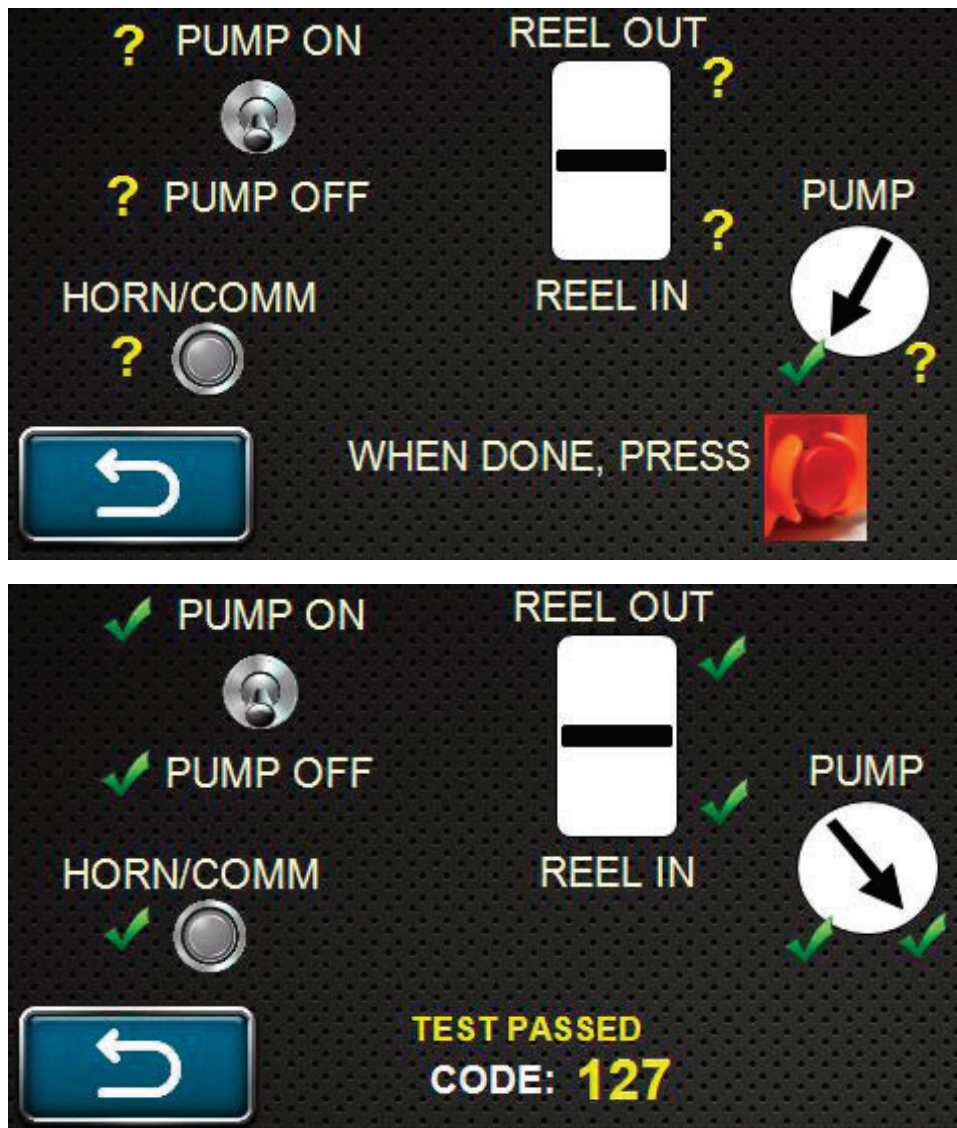 ? PUMP ON
REEL OUT
?
? PUMP OFF
?
PUMP
HORN/COMM
REEL IN
?
?
WHEN DONE, PRESS
PUMP ON
REEL OUT
PUMP OFF
PUMP
HORN/COMM
REEL IN
TEST PASSED
CODE: 127